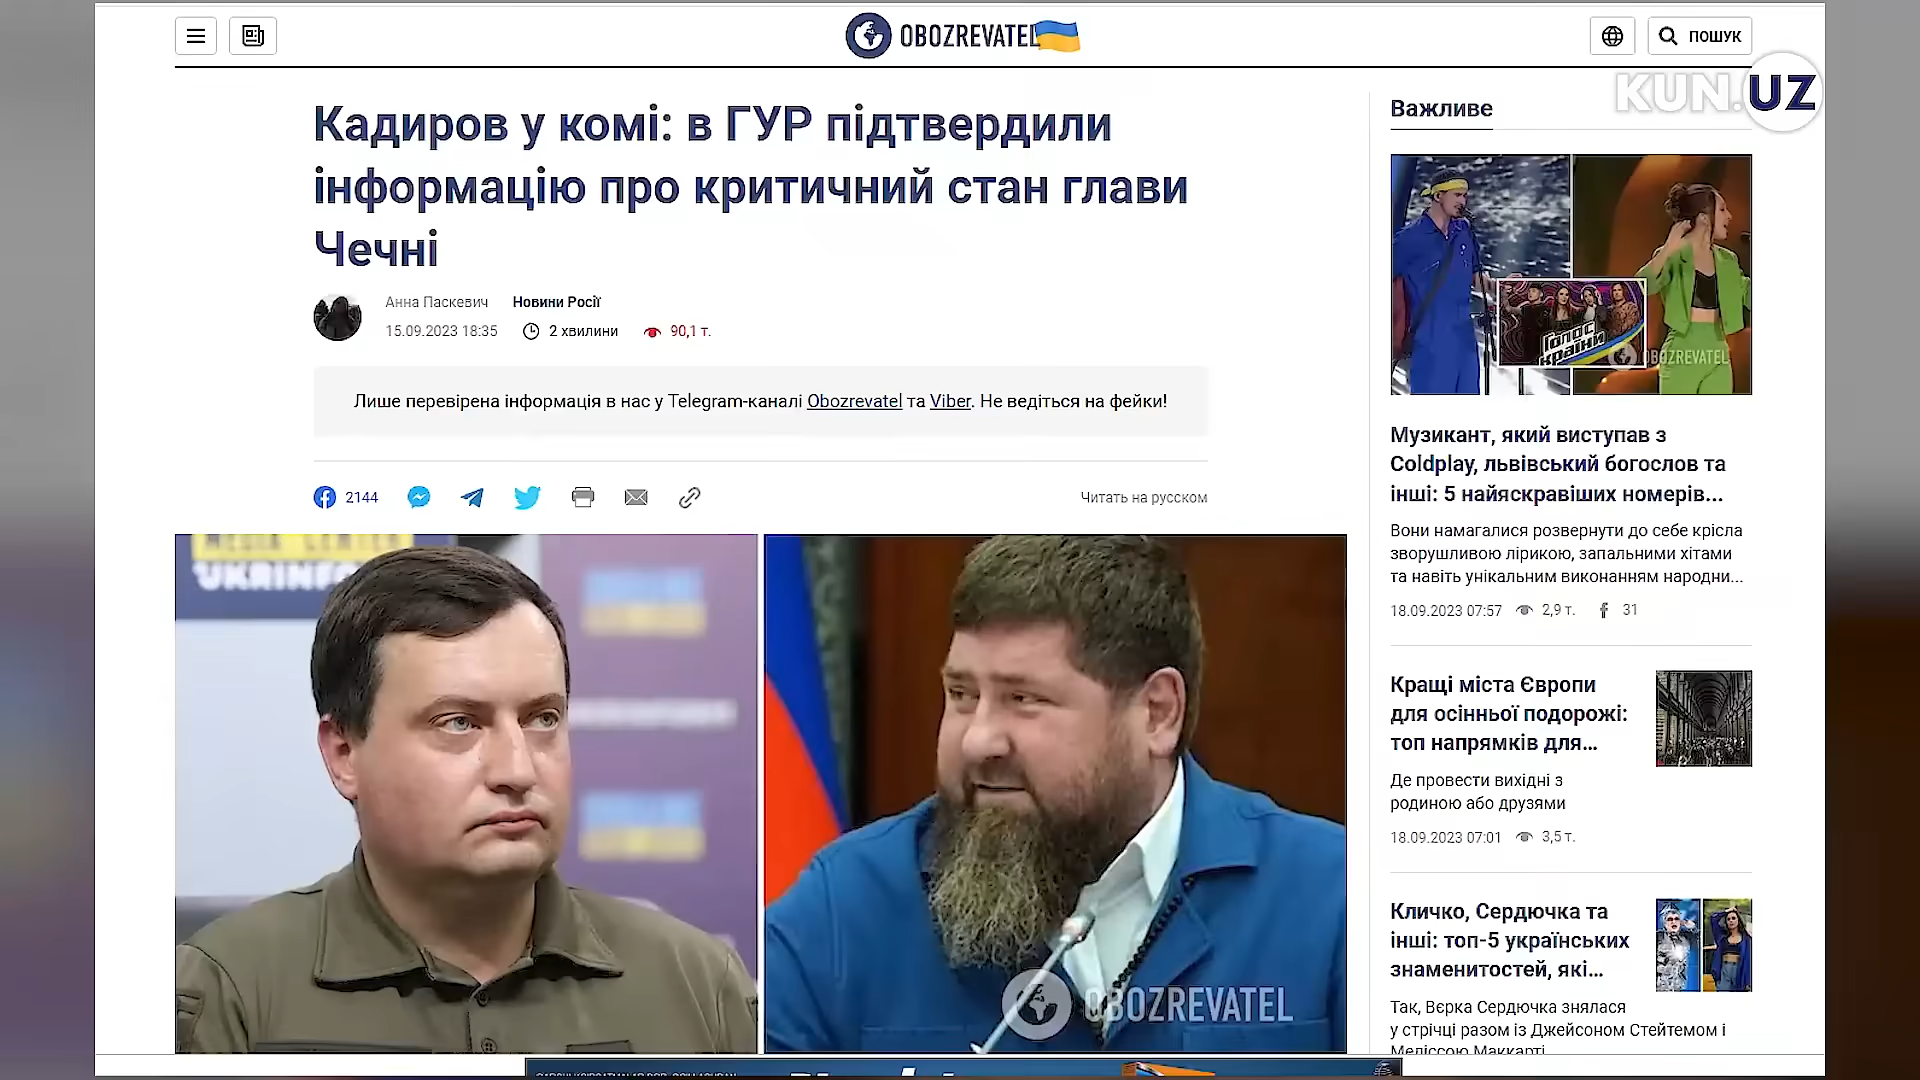 OBOZREVATEL
ПОШУК
KUN.UZ
Кадиров у комі: в ГУР підтвердили
інформацію про критичний стан глави
Чечні
Анна Паскевич Новини Росії
15.09.2023 18:35 2 хвилини 90,1 т.
Лише перевірена інформація в нас у Telegram-каналі Obozrevatel та Viber. Не ведіться на фейки!
2144
Читать на русском
MEDIA CENTER
UKRINFO
OBOZREVATEL
Важливе
Голос
країни
OBOZREVATEL
Музикант, який виступав з
Coldplay, львівський богослов та
інші: 5 найяскравіших номерів...
Вони намагалися розвернути до себе крісла
зворушливою лірикою, запальними хітами
та навіть унікальним виконанням народни...
18.09.2023 07:57 2,9 т. 31
Кращі міста Європи
для осінньої подорожі:
топ напрямків для...
Де провести вихідні з
родиною або друзями
18.09.2023 07:01 3,5 т.
Кличко, Сердючка та
інші: топ-5 українських
знаменитостей, які...
Так, Вєрка Сердючка знялася
у стрічці разом із Джейсоном Стейтемом і
Меліссою Маккарті